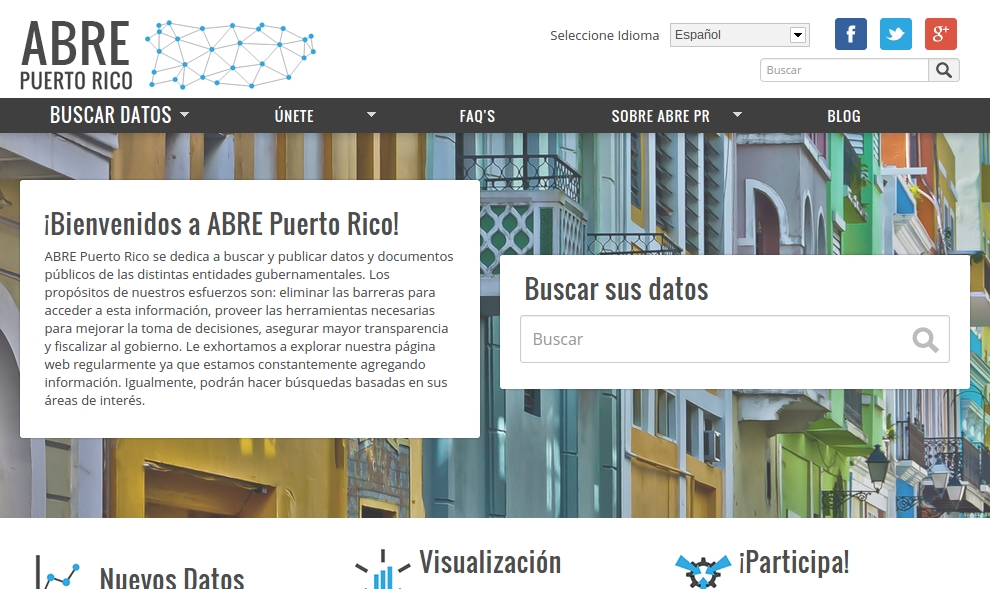 ABRE
PUERTO RICO
Seleccione Idioma
Español
f
g+
Buscar
BUSCAR DATOS
ÚNETE
FAQ'S
SOBRE ABRE PR
BLOG
¡Bienvenidos a ABRE Puerto Rico!
ABRE Puerto Rico se dedica a buscar y publicar datos y documentos
públicos de las distintas entidades gubernamentales. Los
propósitos de nuestros esfuerzos son: eliminar las barreras para
acceder a esta información, proveer las herramientas necesarias
para mejorar la toma de decisiones, asegurar mayor transparencia
y fiscalizar al gobierno. Le exhortamos a explorar nuestra página
web regularmente ya que estamos constantemente agregando
información. Igualmente, podrán hacer búsquedas basadas en sus
áreas de interés.
Buscar sus datos
Buscar
Nuevos Datos
Visualización
¡Participa!